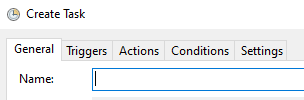 Create Task
General Triggers Actions Conditions Settings
Name: